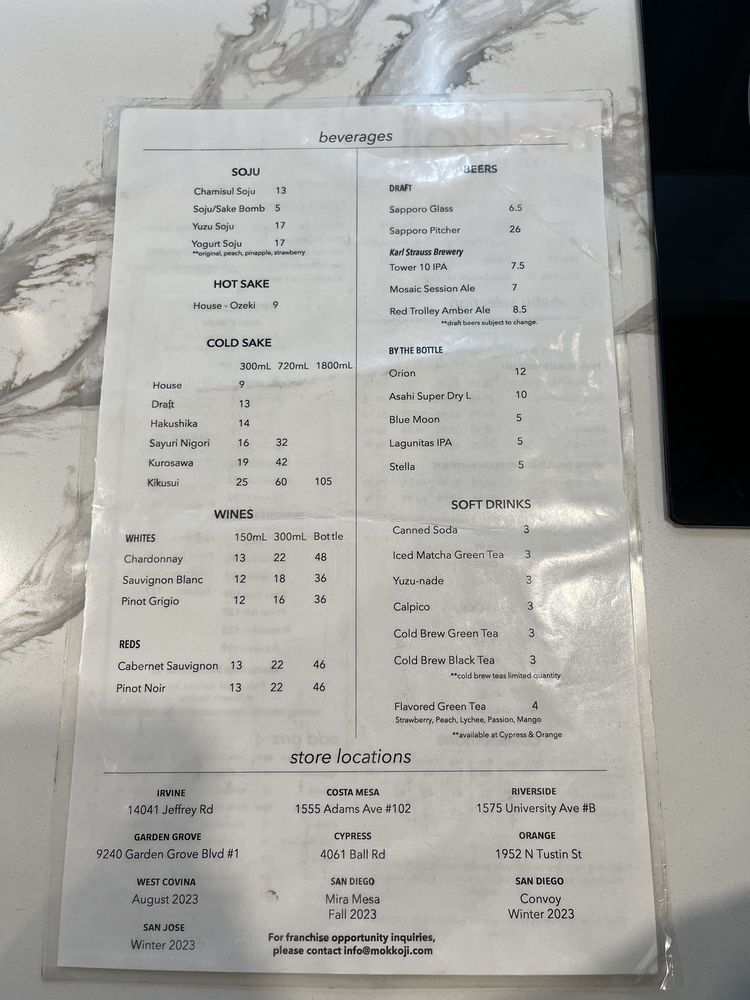 beverages
SOJU
Chamisul Soju 13
Soju/Sake Bomb 5
Yuzu Soju 17
Yogurt Soju 17
**original, peach, pinapple, strawberry
HOT SAKE
House - Ozeki 9
COLD SAKE
300mL 720mL 1800mL
House 9
Draft 13
Hakushika 14
Sayuri Nigori 16 32
Kurosawa 19 42
Kikusui 25 60 105
WINES
WHITES 150mL 300mL Bottle
Chardonnay 13 22 48
Sauvignon Blanc 12 18 36
Pinot Grigio 12 16 36
REDS
Cabernet Sauvignon 13 22 46
Pinot Noir 13 22 46
BEERS
DRAFT
Sapporo Glass 6.5
Sapporo Pitcher 26
Karl Strauss Brewery
Tower 10 IPA 7.5
Mosaic Session Ale 7
Red Trolley Amber Ale 8.5
**draft beers subject to change.
BY THE BOTTLE
Orion 12
Asahi Super Dry L 10
Blue Moon 5
Lagunitas IPA 5
Stella 5
SOFT DRINKS
Canned Soda 3
Iced Matcha Green Tea 3
Yuzu-nade 3
Calpico 3
Cold Brew Green Tea 3
Cold Brew Black Tea 3
**cold brew teas limited quantity
Flavored Green Tea 4
Strawberry, Peach, Lychee, Passion, Mango
**available at Cypress & Orange
store locations
IRVINE
14041 Jeffrey Rd
COSTA MESA
1555 Adams Ave #102
RIVERSIDE
1575 University Ave #B
GARDEN GROVE
9240 Garden Grove Blvd #1
CYPRESS
4061 Ball Rd
ORANGE
1952 N Tustin St
WEST COVINA
August 2023
SAN DIEGO
Mira Mesa
Fall 2023
SAN DIEGO
Convoy
Winter 2023
SAN JOSE
Winter 2023
For franchise opportunity inquiries,
please contact info@mokkoji.com